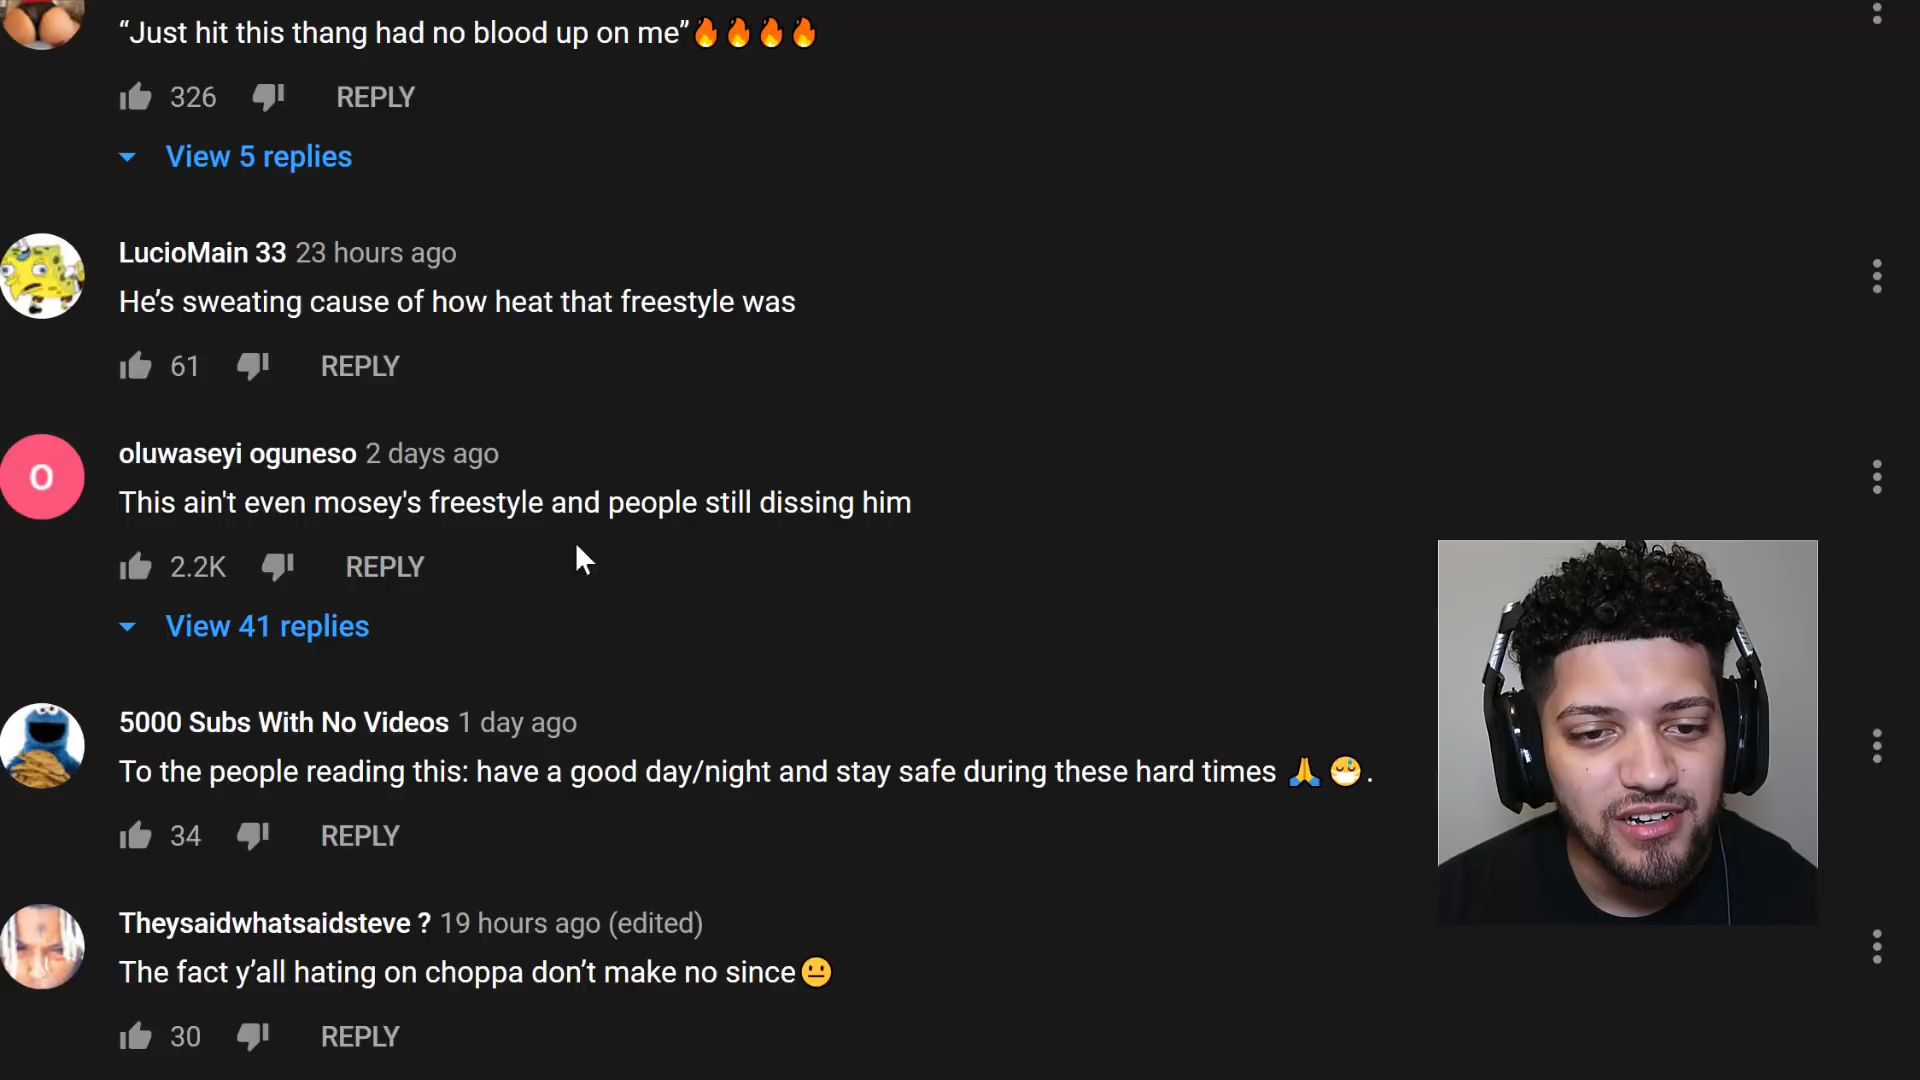 “Just hit this thang had no blood up on me”🔥🔥🔥🔥
326 REPLY
View 5 replies
LucioMain 33 23 hours ago
He’s sweating cause of how heat that freestyle was
61 REPLY
O
oluwaseyi oguneso 2 days ago
This ain't even mosey's freestyle and people still dissing him
2.2K REPLY
View 41 replies
5000 Subs With No Videos 1 day ago
To the people reading this: have a good day/night and stay safe during these hard times 🙏😷.
34 REPLY
Theysaidwhatsaidsteve ? 19 hours ago (edited)
The fact y’all hating on choppa don’t make no since😐
30 REPLY